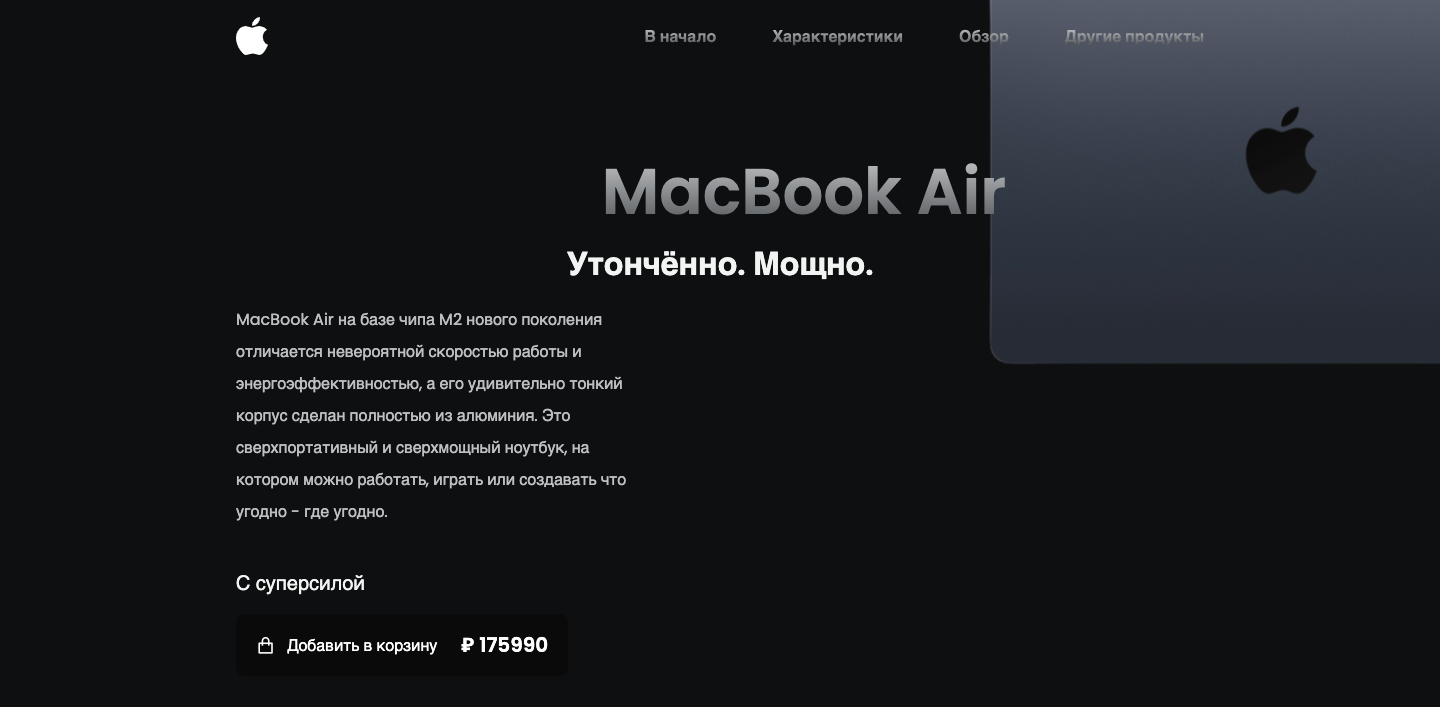 В начало Характеристики Обзор Другие продукты
MacBook Air
Утончённо. Мощно.
MacBook Air на базе чипа M2 нового поколения
отличается невероятной скоростью работы и
энергоэффективностью, а его удивительно тонкий
корпус сделан полностью из алюминия. Это
сверхпортативный и сверхмощный ноутбук, на
котором можно работать, играть или создавать что
угодно - где угодно.
С суперсилой
Добавить в корзину ₽ 175990